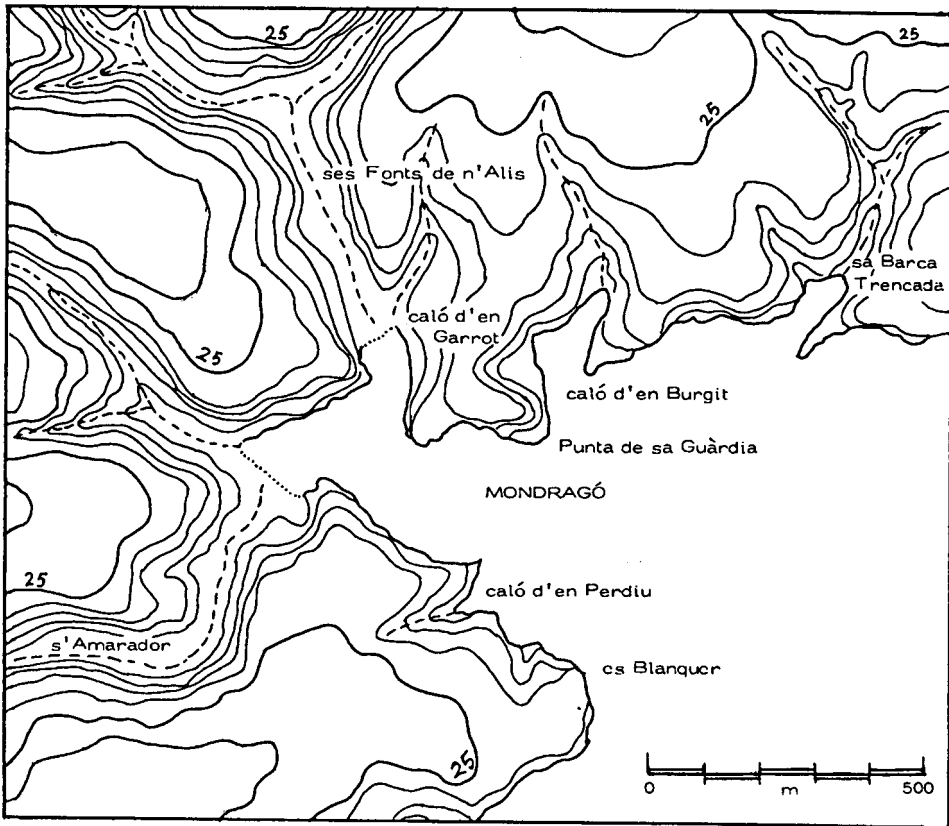 25
25
25
ses Fonts de n'Alis
sa Barca
Trencada
caló d'en
Garrot
25
caló d'en Burgit
Punta de sa Guàrdia
MONDRAGÓ
25
caló d'en Perdiu
s'Amarador
cs Blanqucr
25
0 m 500